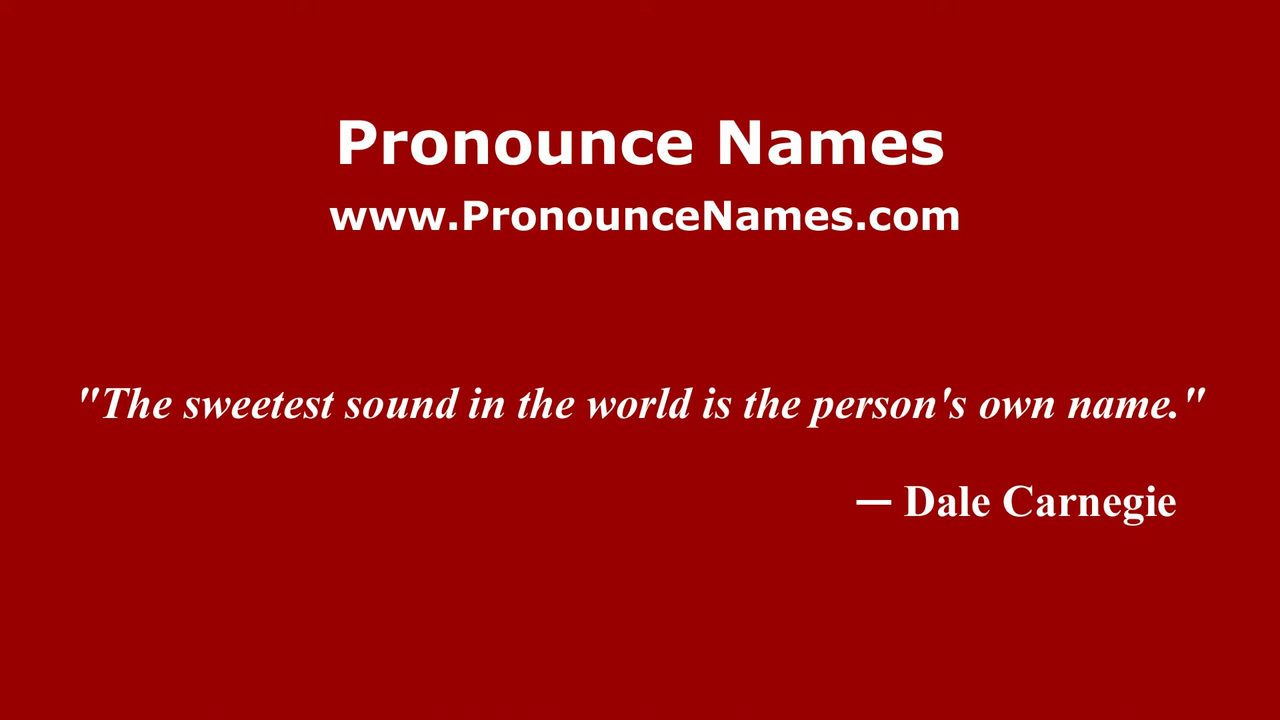 Pronounce Names
www.PronounceNames.com
"The sweetest sound in the world is the person's own name."
— Dale Carnegie